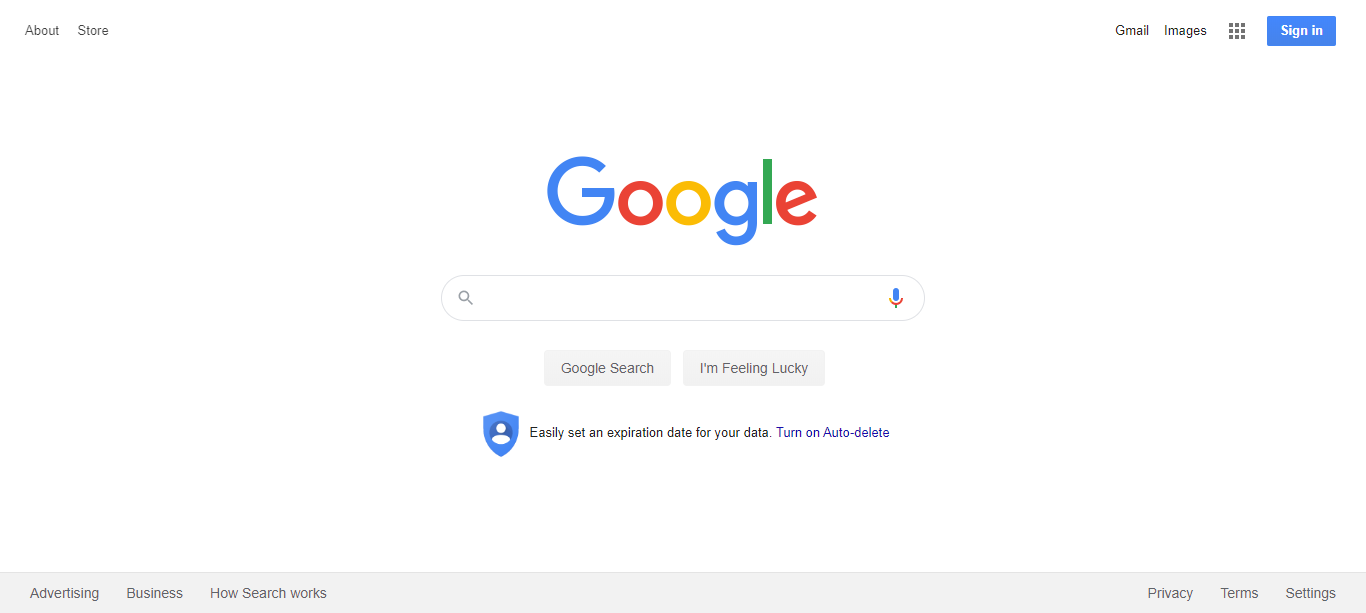 About Store Gmail Images Sign in
Google
Google Search I'm Feeling Lucky
Easily set an expiration date for your data. Turn on Auto-delete
Advertising Business How Search works Privacy Terms Settings